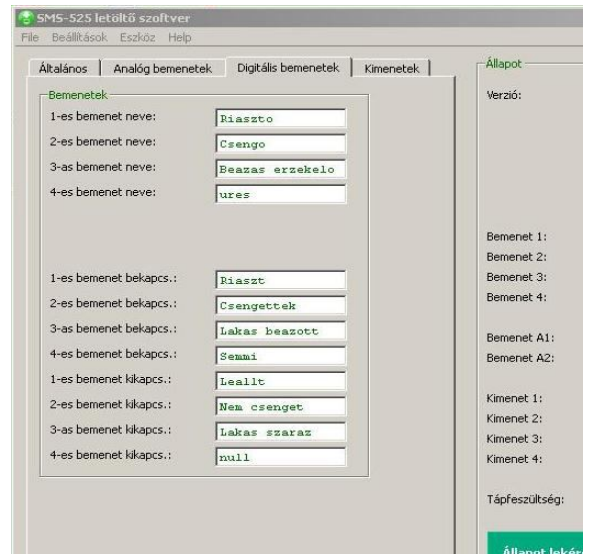 SMS-525 letöltő szoftver
File Beállítások Eszköz Help
Általános Analóg bemenetek Digitális bemenetek Kimenetek
Bemenetek
1-es bemenet neve: Riaszto
2-es bemenet neve: Csengo
3-as bemenet neve: Beazas erzekelo
4-es bemenet neve: ures
1-es bemenet bekapcs.: Riaszt
2-es bemenet bekapcs.: Csengettek
3-as bemenet bekapcs.: Lakas beazott
4-es bemenet bekapcs.: Semmi
1-es bemenet kikapcs.: Leallt
2-es bemenet kikapcs.: Nem csenget
3-as bemenet kikapcs.: Lakas szaraz
4-es bemenet kikapcs.: null
Állapot
Verzió:
Bemenet 1:
Bemenet 2:
Bemenet 3:
Bemenet 4:
Bemenet A1:
Bemenet A2:
Kimenet 1:
Kimenet 2:
Kimenet 3:
Kimenet 4:
Tápfeszültség:
Állapot